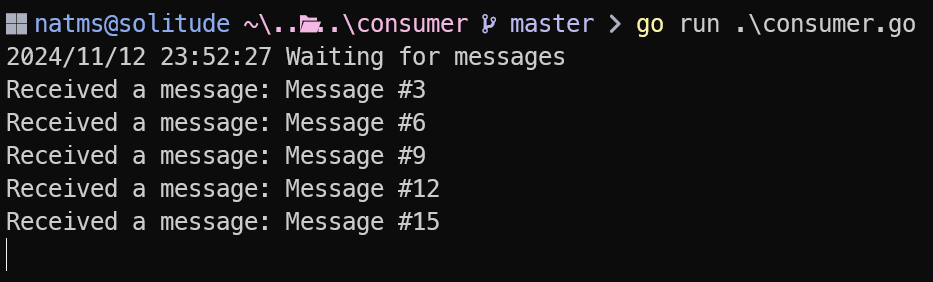 natms@solitude ~\..\..\consumer master > go run .\consumer.go
2024/11/12 23:52:27 Waiting for messages
Received a message: Message #3
Received a message: Message #6
Received a message: Message #9
Received a message: Message #12
Received a message: Message #15